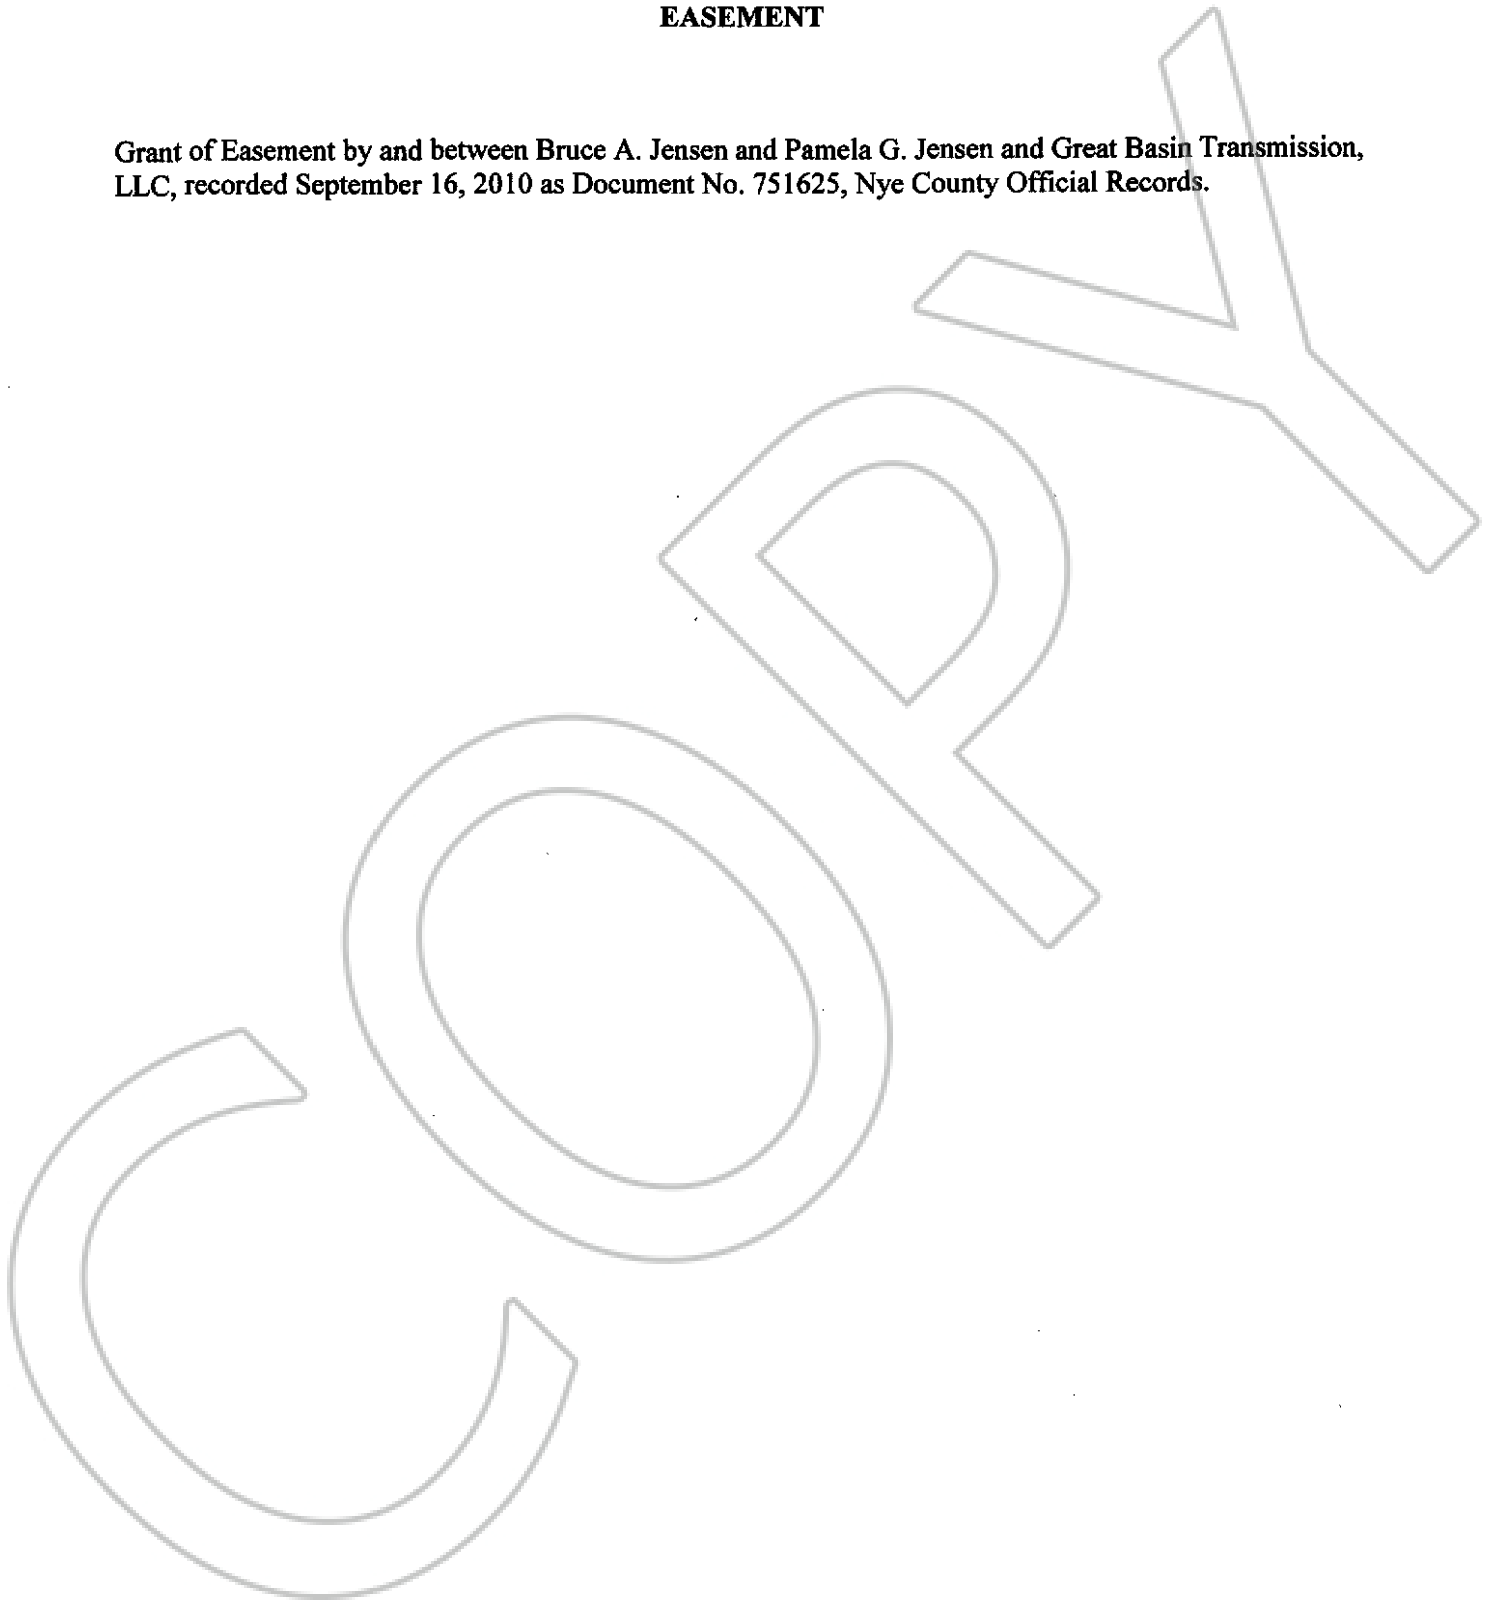 EASEMENT
Grant of Easement by and between Bruce A. Jensen and Pamela G. Jensen and Great Basin Transmission,
LLC, recorded September 16, 2010 as Document No. 751625, Nye County Official Records.
COPY